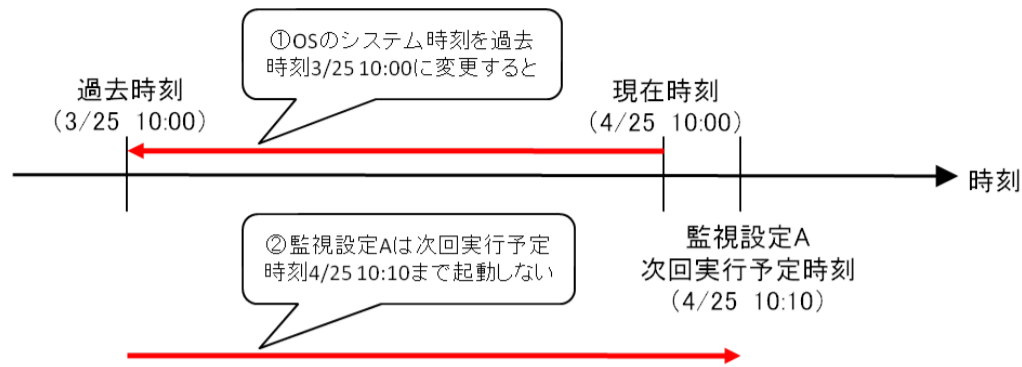 ①OSのシステム時刻を過去
時刻3/25 10:00に変更すると
過去時刻
(3/25 10:00)
現在時刻
(4/25 10:00)
時刻
②監視設定Aは次回実行予定
時刻4/25 10:10まで起動しない
監視設定A
次回実行予定時刻
(4/25 10:10)